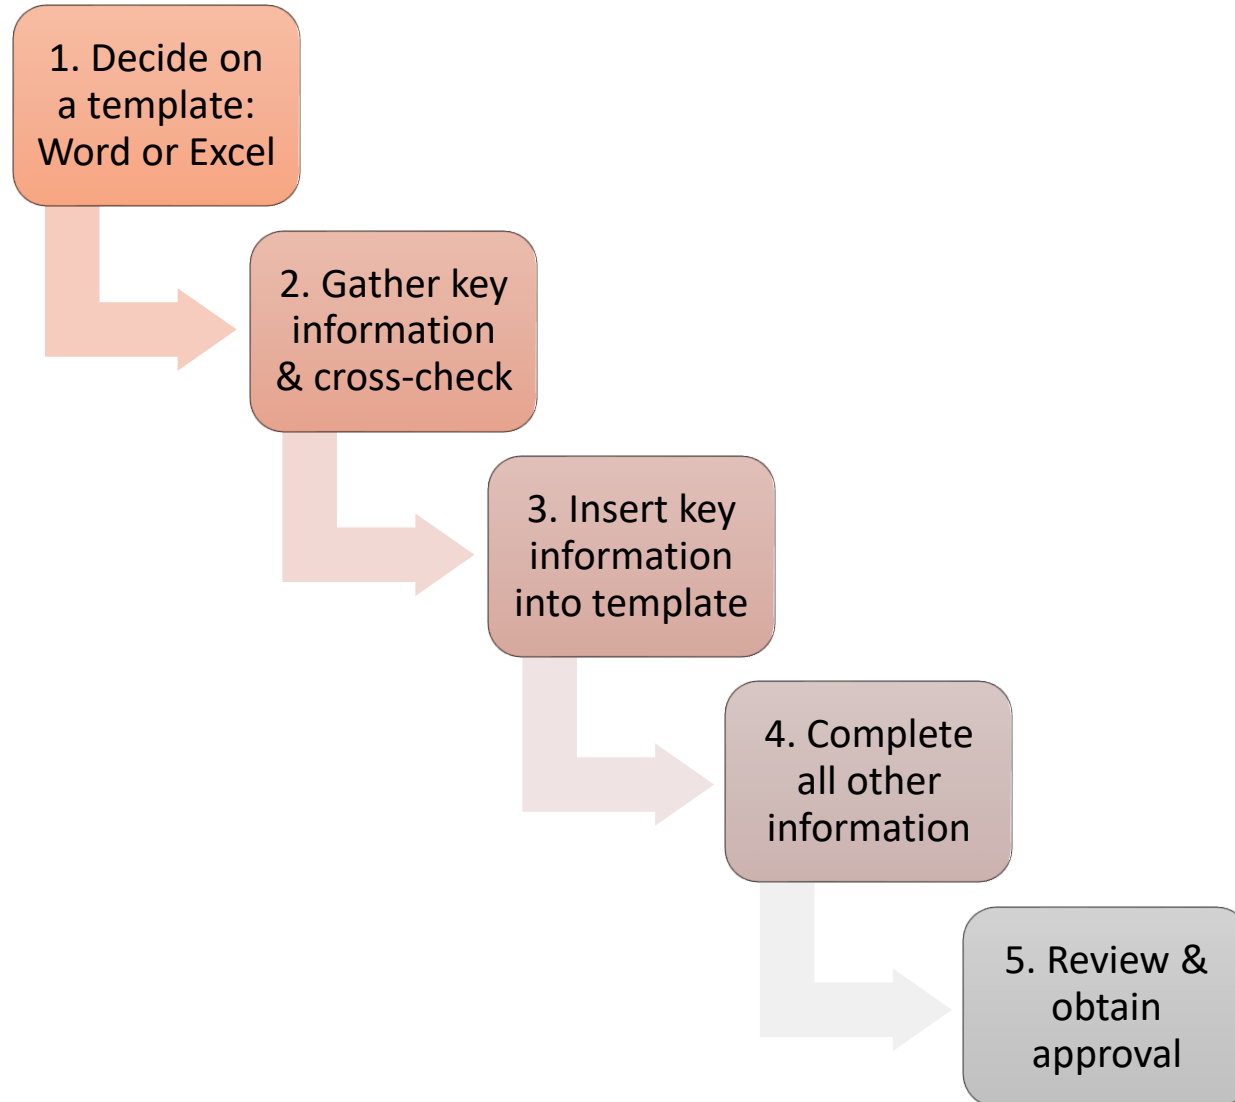 1. Decide on
a template:
Word or Excel
2. Gather key
information
& cross-check
3. Insert key
information
into template
4. Complete
all other
information
5. Review &
obtain
approval